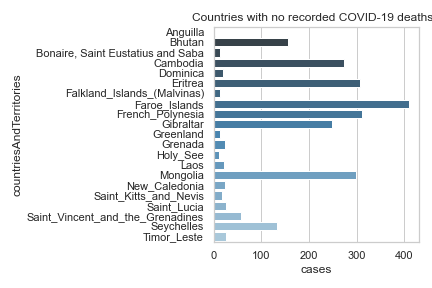 Countries with no recorded COVID-19 deaths
countriesAndTerritories
Anguilla
Bhutan
Bonaire, Saint Eustatius and Saba
Cambodia
Dominica
Eritrea
Falkland_Islands_(Malvinas)
Faroe_Islands
French_Polynesia
Gibraltar
Greenland
Grenada
Holy_See
Laos
Mongolia
New_Caledonia
Saint_Kitts_and_Nevis
Saint_Lucia
Saint_Vincent_and_the_Grenadines
Seychelles
Timor_Leste
0 100 200 300 400
cases